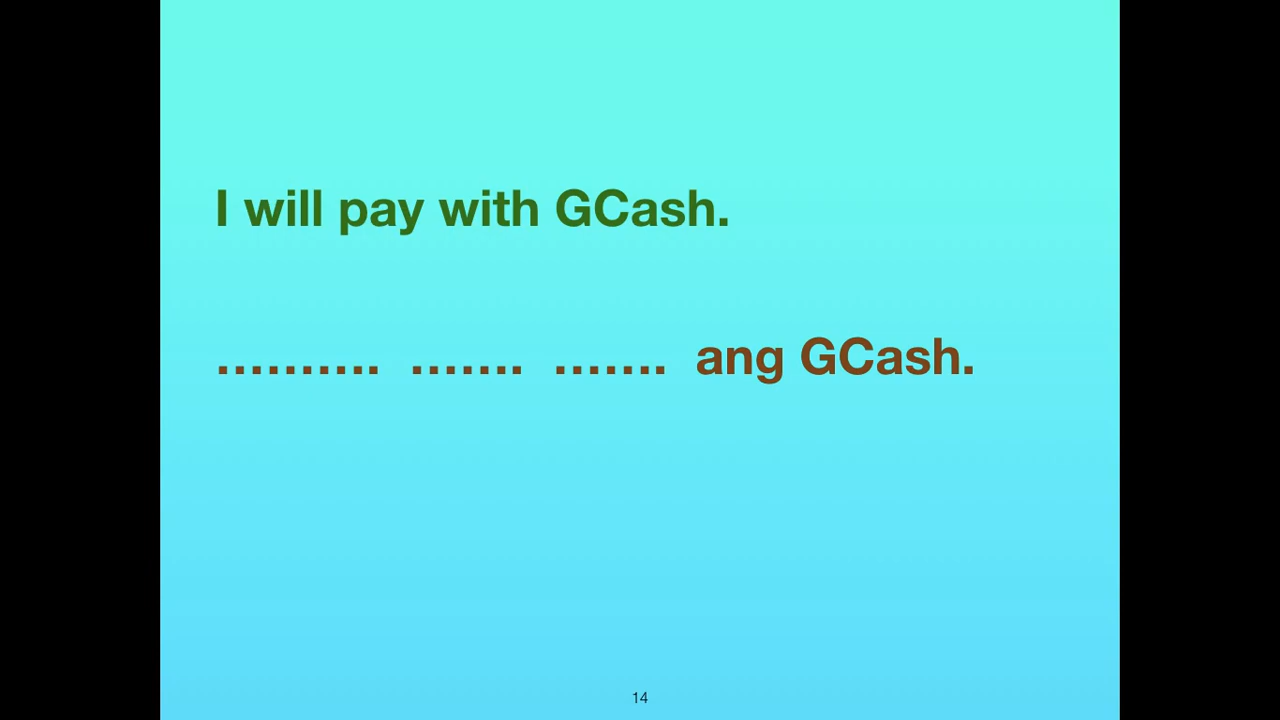 I will pay with GCash.
.......... ....... ....... ang GCash.
14